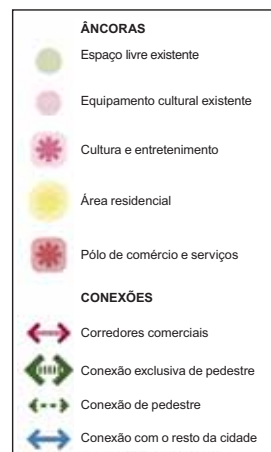 ÂNCORAS
Espaço livre existente
Equipamento cultural existente
Cultura e entretenimento
Área residencial
Pólo de comércio e serviços
CONEXÕES
Corredores comerciais
Conexão exclusiva de pedestre
Conexão de pedestre
Conexão com o resto da cidade